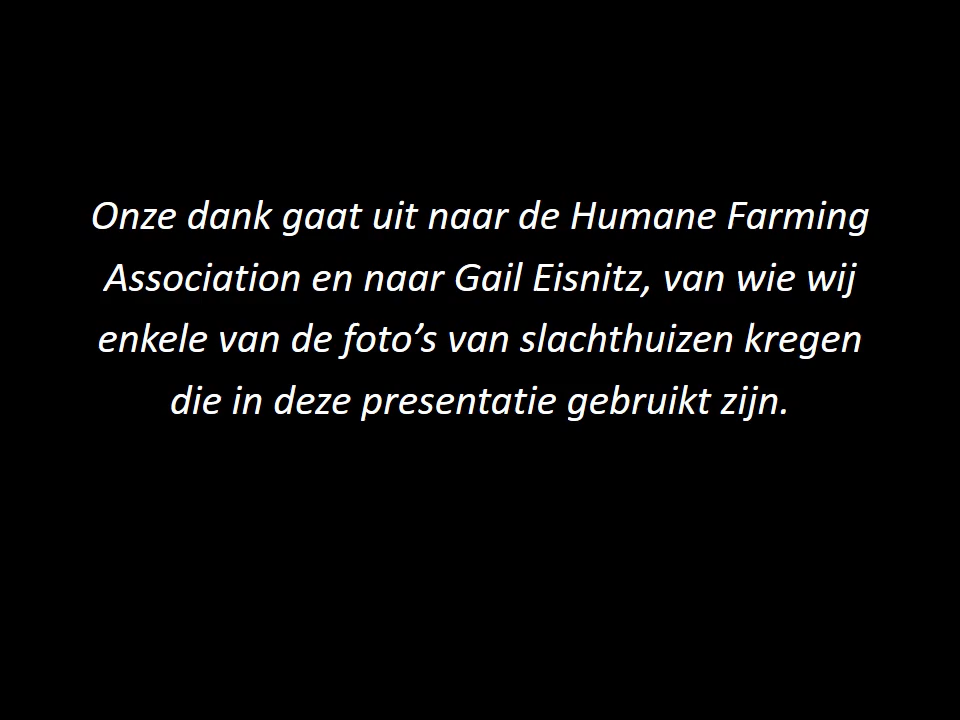 Onze dank gaat uit naar de Humane Farming
Association en naar Gail Eisnitz, van wie wij
enkele van de foto’s van slachthuizen kregen
die in deze presentatie gebruikt zijn.